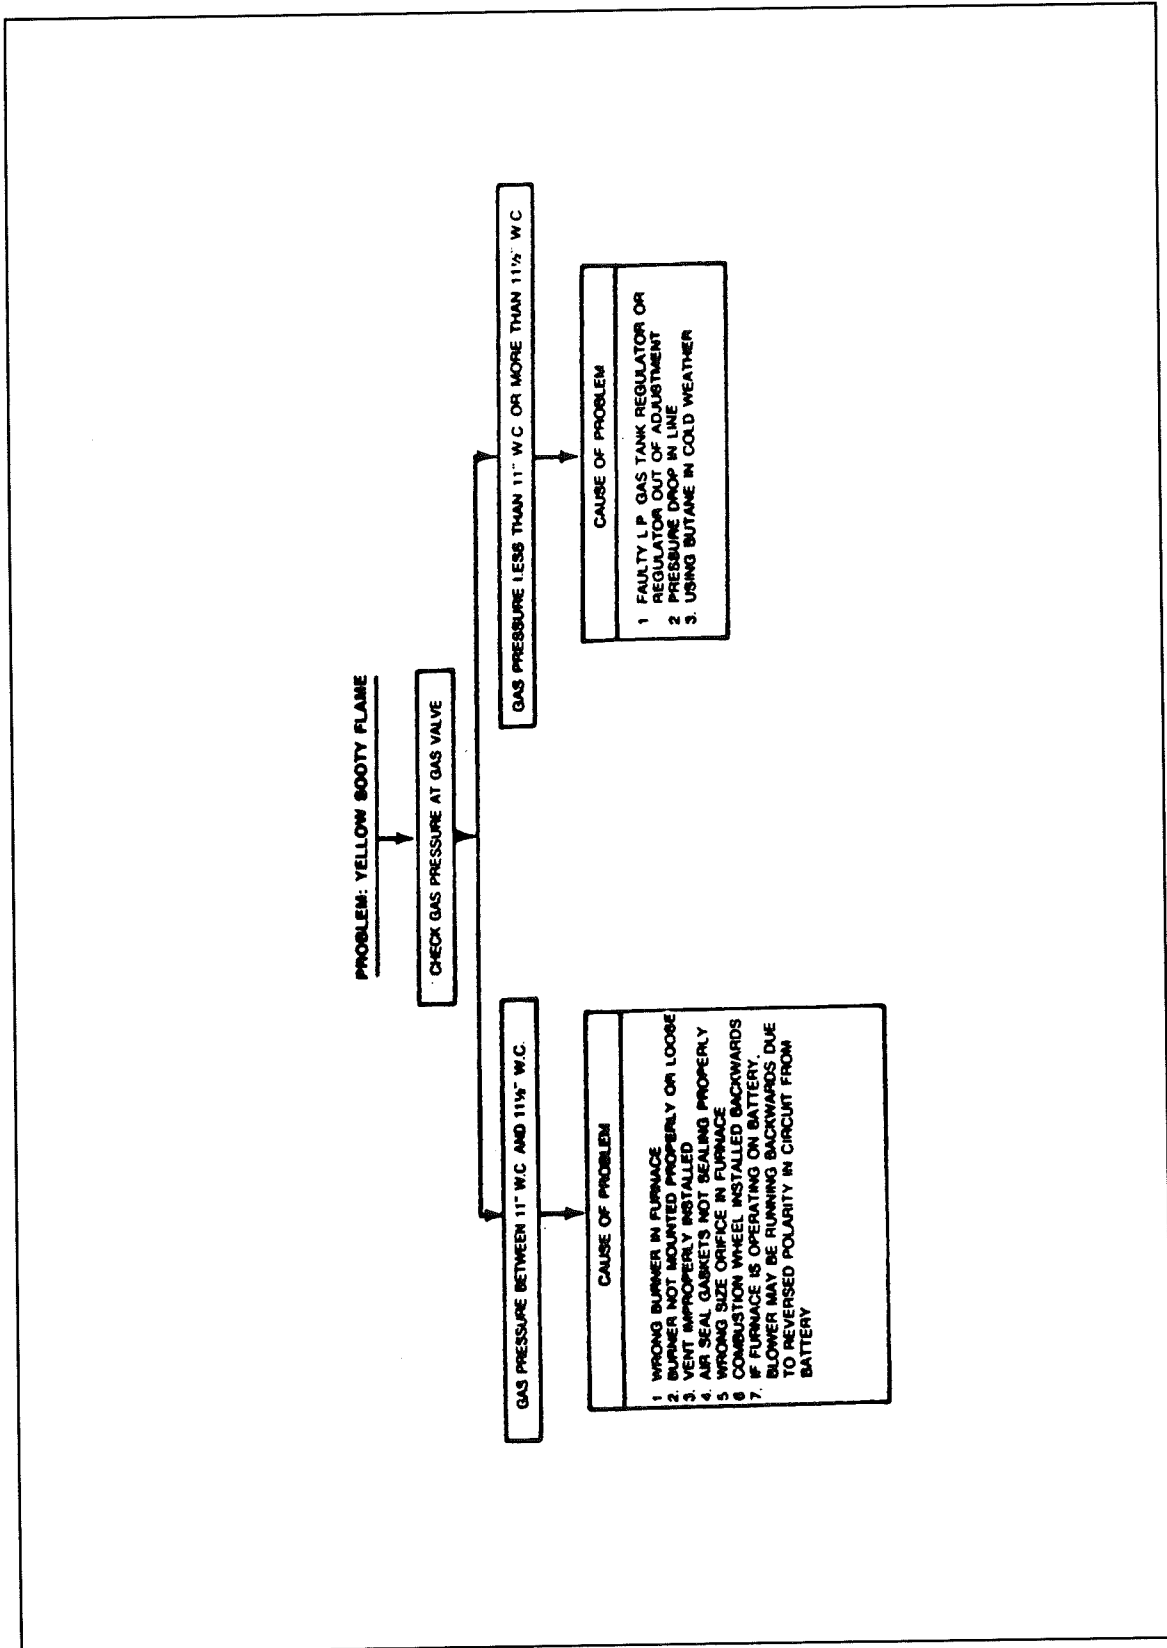 PROBLEM: YELLOW SOOTY FLAME
CHECK GAS PRESSURE AT GAS VALVE
GAS PRESSURE BETWEEN 11" W.C AND 11½" W.C.
CAUSE OF PROBLEM
1 WRONG BURNER IN FURNACE
2. BURNER NOT MOUNTED PROPERLY OR LOOSE
3. VENT IMPROPERLY INSTALLED
4. AIR SEAL GASKETS NOT SEALING PROPERLY
5 WRONG SIZE ORIFICE IN FURNACE
6 COMBUSTION WHEEL INSTALLED BACKWARDS
7. IF FURNACE IS OPERATING ON BATTERY,
BLOWER MAY BE RUNNING BACKWARDS DUE
TO REVERSED POLARITY IN CIRCUIT FROM
BATTERY
GAS PRESSURE LESS THAN 11" W C OR MORE THAN 11½" W C
CAUSE OF PROBLEM
1 FAULTY L P GAS TANK REGULATOR OR
REGULATOR OUT OF ADJUSTMENT
2 PRESSURE DROP IN LINE
3. USING BUTANE IN COLD WEATHER